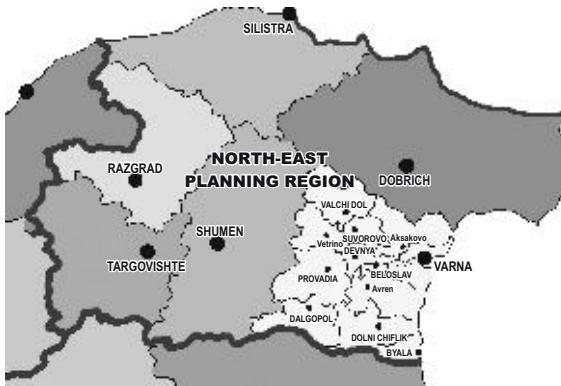 SILISTRA
NORTH-EAST
PLANNING REGION
RAZGRAD
DOBRICH
VALCHI DOL
SHUMEN
SUVOROVO
Vetrino
Aksakovo
DEVNYA
TARGOVISHTE
VARNA
PROVADIA
BELOSLAV
Avren
DALGOPOL
DOLNI CHIFLIK
BYALA